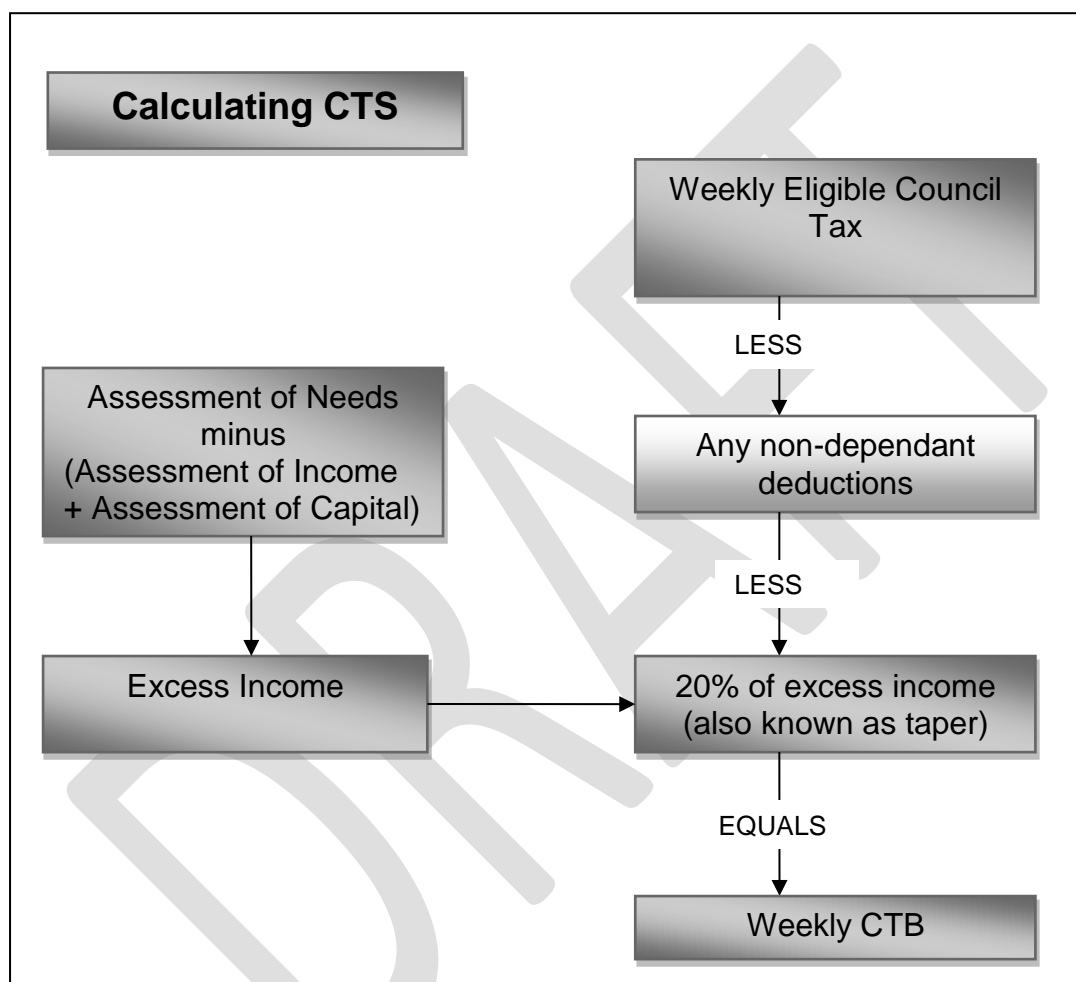 Calculating CTS
Weekly Eligible Council
Tax
LESS
Assessment of Needs
minus
(Assessment of Income
+ Assessment of Capital)
Any non-dependant
deductions
LESS
Excess Income
20% of excess income
(also known as taper)
EQUALS
Weekly CTB
DRAFT